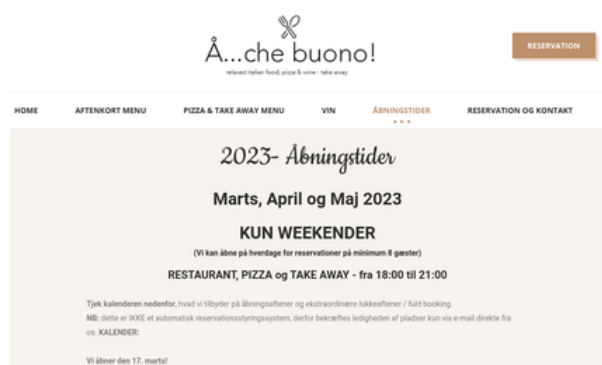 Å...che buono!
relaxed italian food, pizza & wine - take away
RESERVATION
HOME AFTENKORT MENU PIZZA & TAKE AWAY MENU VIN ÅBNINGSTIDER RESERVATION OG KONTAKT
2023- Åbningstider
Marts, April og Maj 2023
KUN WEEKENDER
(Vi kan åbne på hverdage for reservationer på minimum 8 gæster)
RESTAURANT, PIZZA og TAKE AWAY - fra 18:00 til 21:00
Tjek kalenderen nedenfor, hvad vi tilbyder på åbningsaftener og ekstraordinære lukkeaftener / fuld booking.
NB: dette er IKKE et automatisk reservationsstyringssystem, derfor bekræftes ledigheden af pladser kun via e-mail direkte fra
os. KALENDER:
Vi åbner den 17. marts!